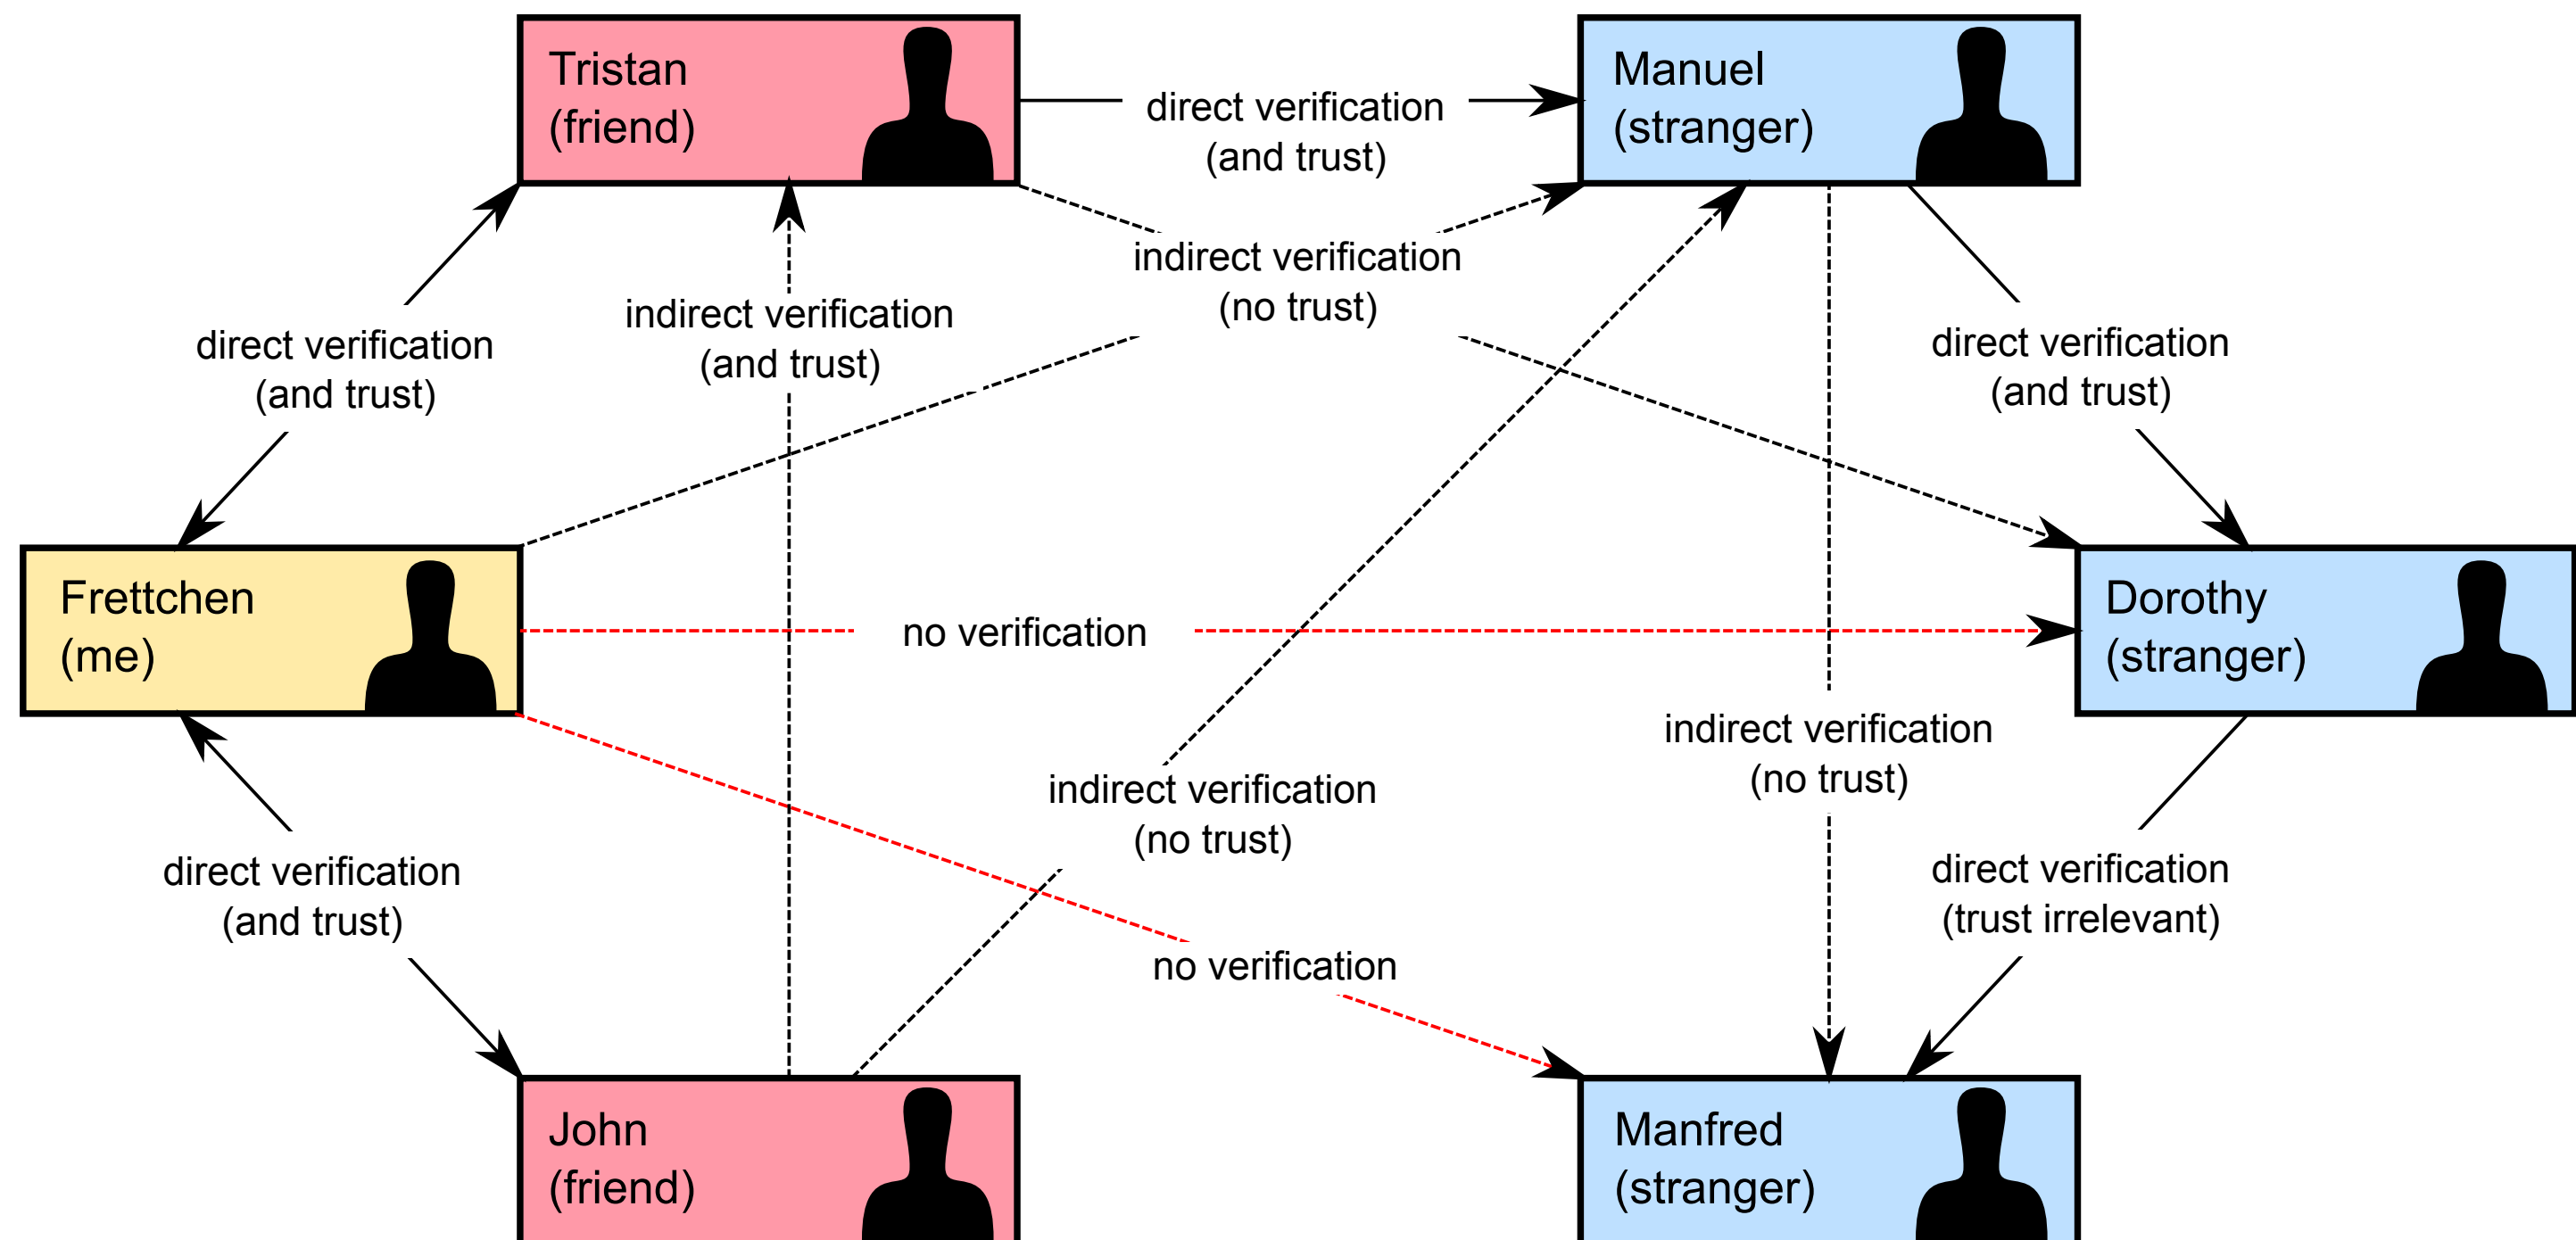 Tristan
(friend)
Manuel
(stranger)
direct verification
(and trust)
indirect verification
(no trust)
indirect verification
(and trust)
direct verification
(and trust)
direct verification
(and trust)
Frettchen
(me)
no verification
Dorothy
(stranger)
indirect verification
(no trust)
indirect verification
(no trust)
direct verification
(and trust)
direct verification
(trust irrelevant)
no verification
John
(friend)
Manfred
(stranger)